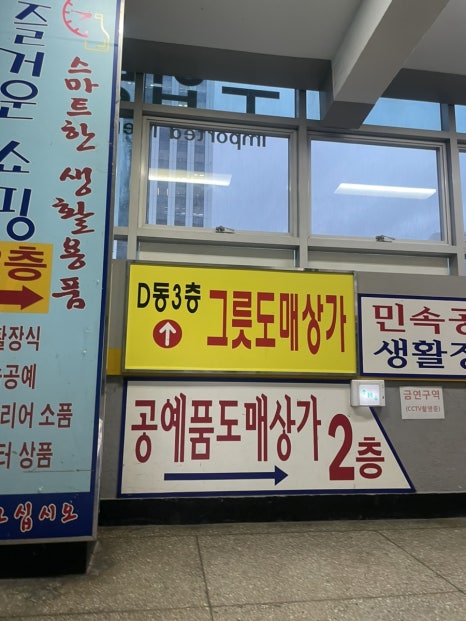 즐거운 쇼핑
스마트한 생활용품
층
활장식
공예
리어 소품
터 상품
십시오
Imported
D동3층
그릇도매상가
공예품도매상가
2층
민속공
생활장
금연구역
(CCTV촬영중)